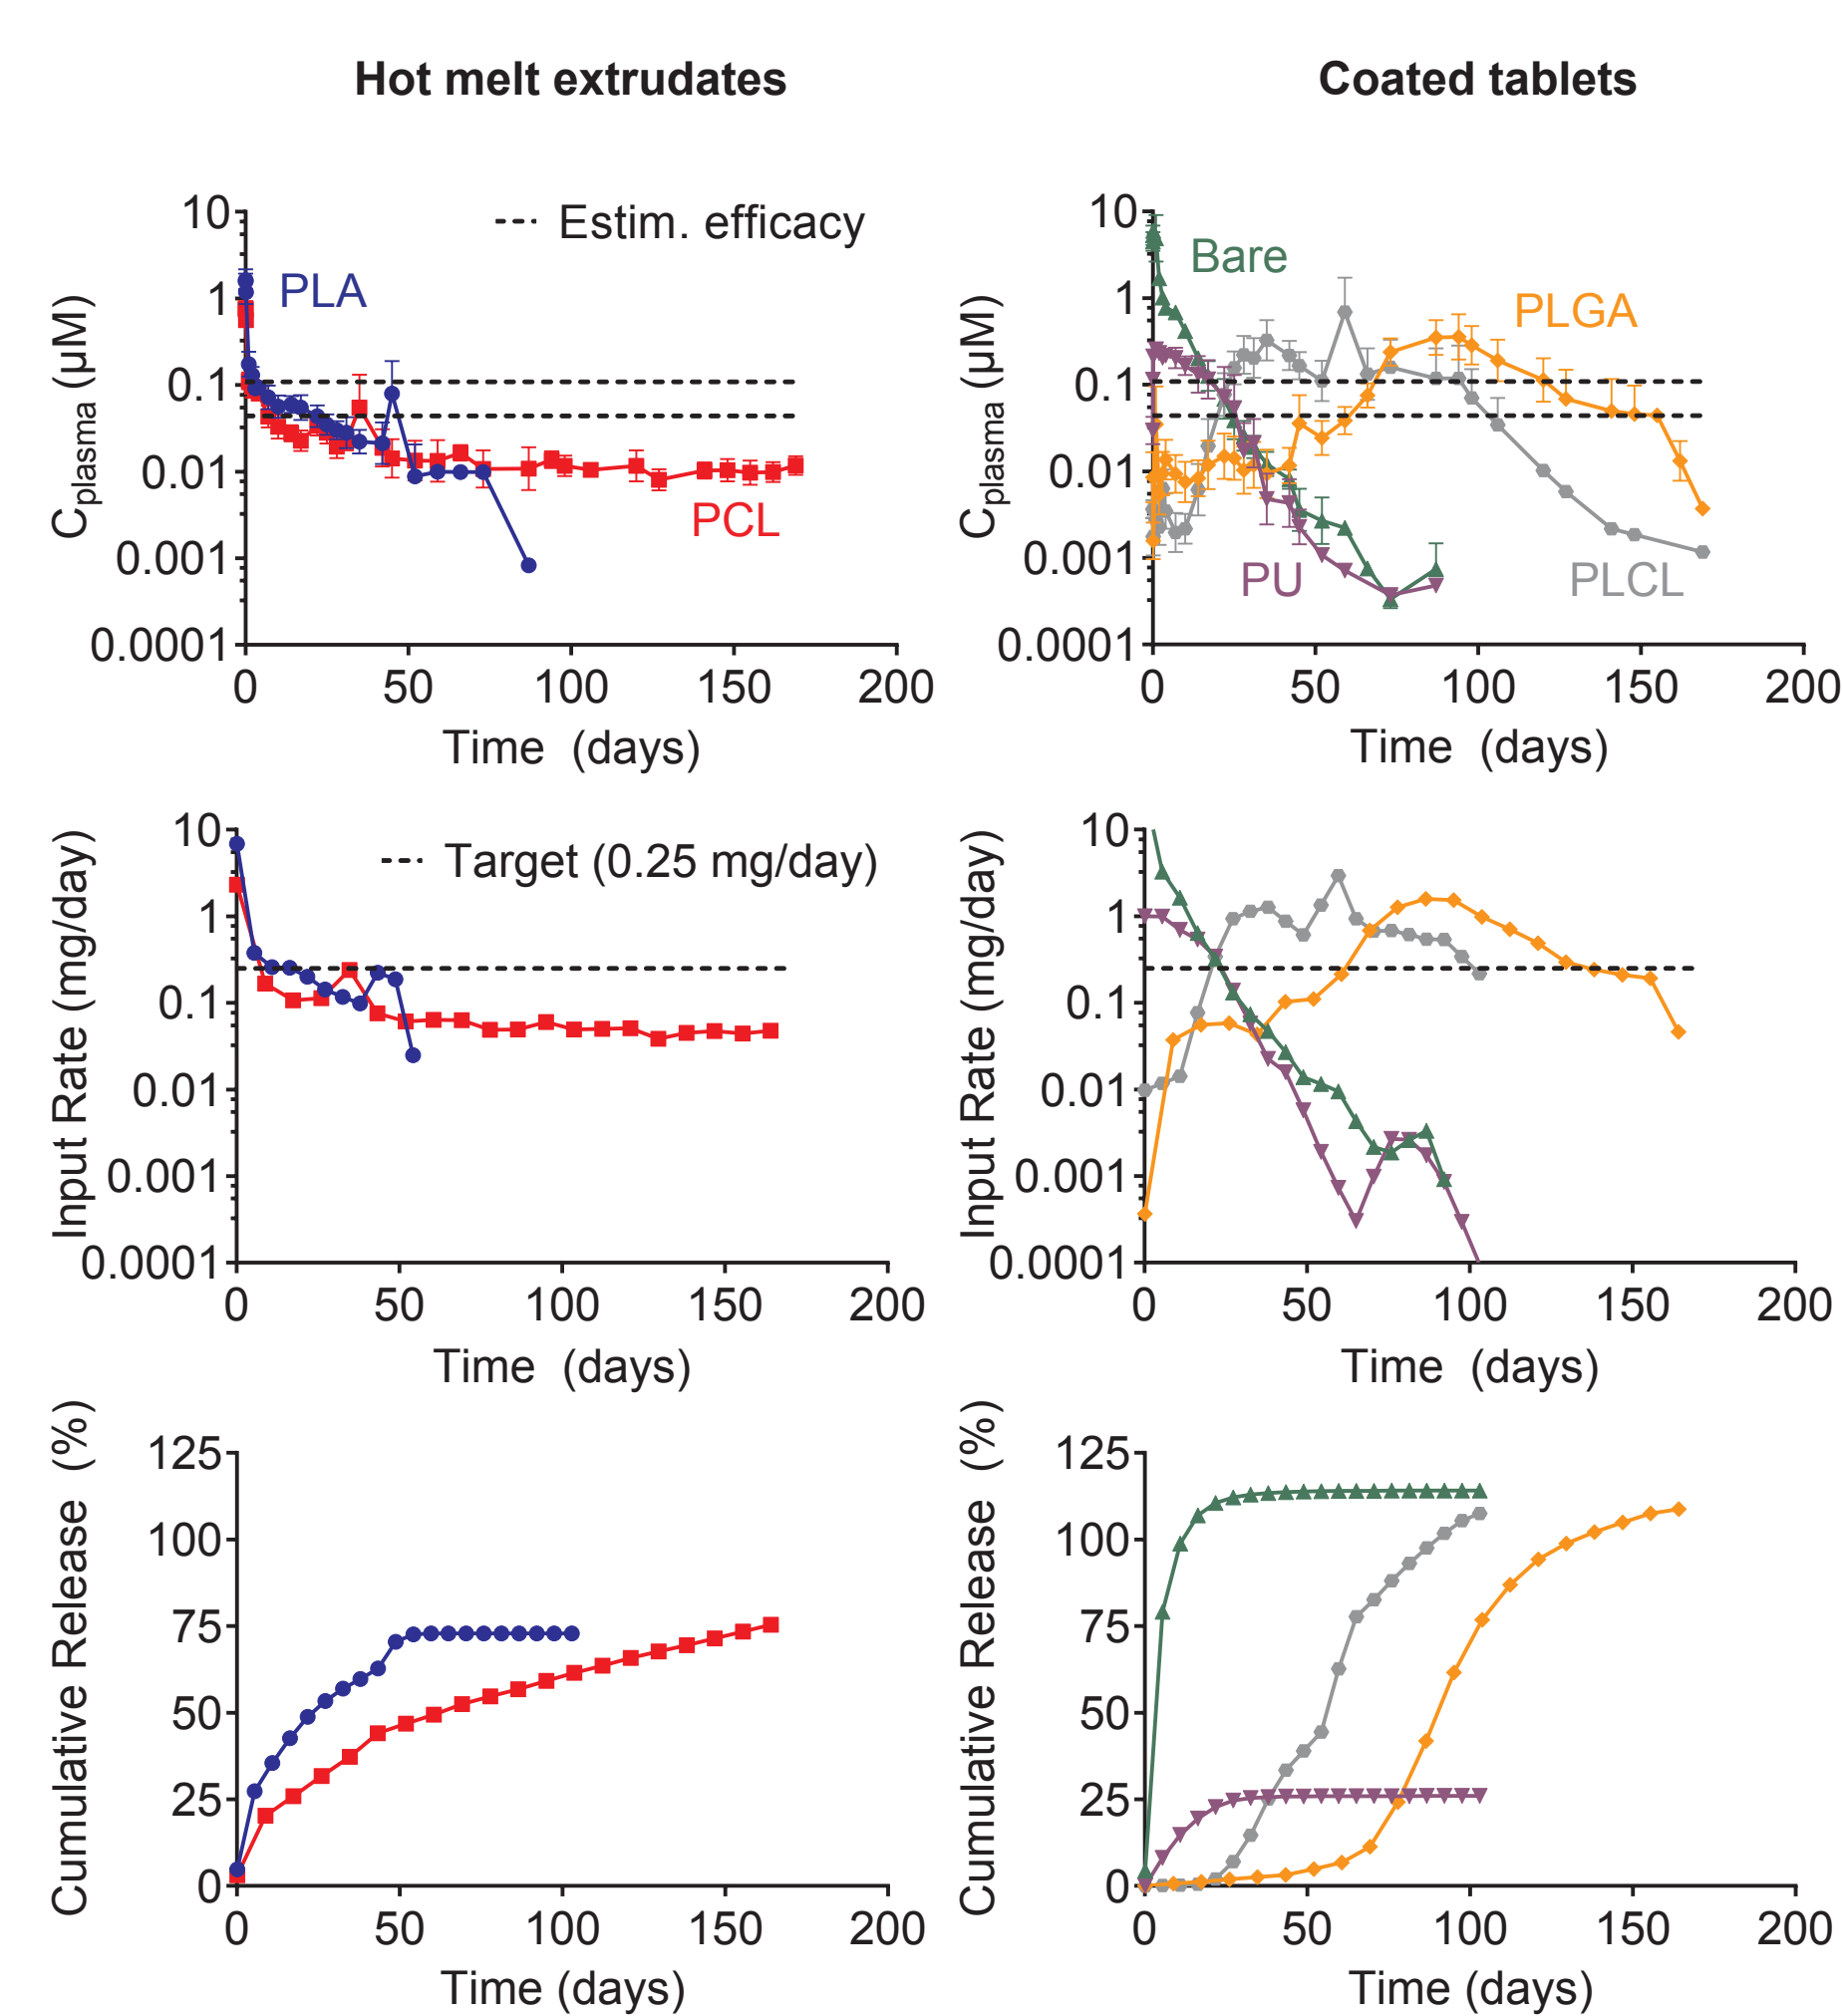 Hot melt extrudates
Coated tablets
10
1
0.1
0.01
0.001
0.0001
C plasma (µM)
Estim. efficacy
PLA
PCL
0 50 100 150 200
Time (days)
10
1
0.1
0.01
0.001
0.0001
C plasma (µM)
Bare
PLGA
PU
PLCL
0 50 100 150 200
Time (days)
10
1
0.1
0.01
0.001
0.0001
Input Rate (mg/day)
Target (0.25 mg/day)
0 50 100 150 200
Time (days)
10
1
0.1
0.01
0.001
0.0001
Input Rate (mg/day)
0 50 100 150 200
Time (days)
125
100
75
50
25
0
Cumulative Release (%)
0 50 100 150 200
Time (days)
125
100
75
50
25
0
Cumulative Release (%)
0 50 100 150 200
Time (days)